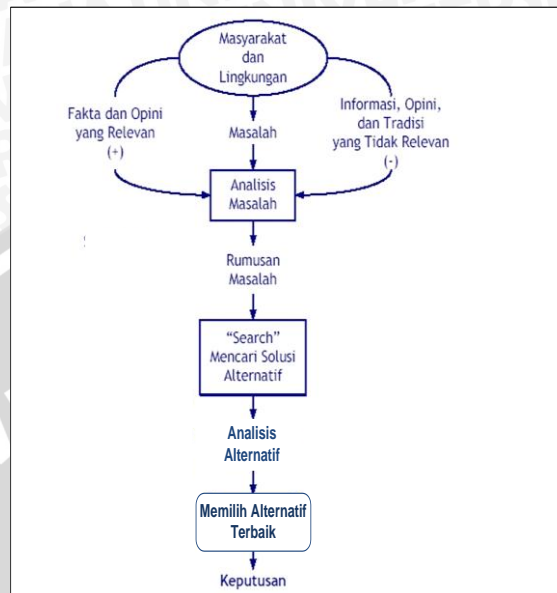 Masyarakat
dan
Lingkungan
Fakta dan Opini
yang Relevan
(+)
Masalah
Informasi, Opini,
dan Tradisi
yang Tidak Relevan
(-)
Analisis
Masalah
Rumusan
Masalah
“Search”
Mencari Solusi
Alternatif
Analisis
Alternatif
Memilih Alternatif
Terbaik
Keputusan